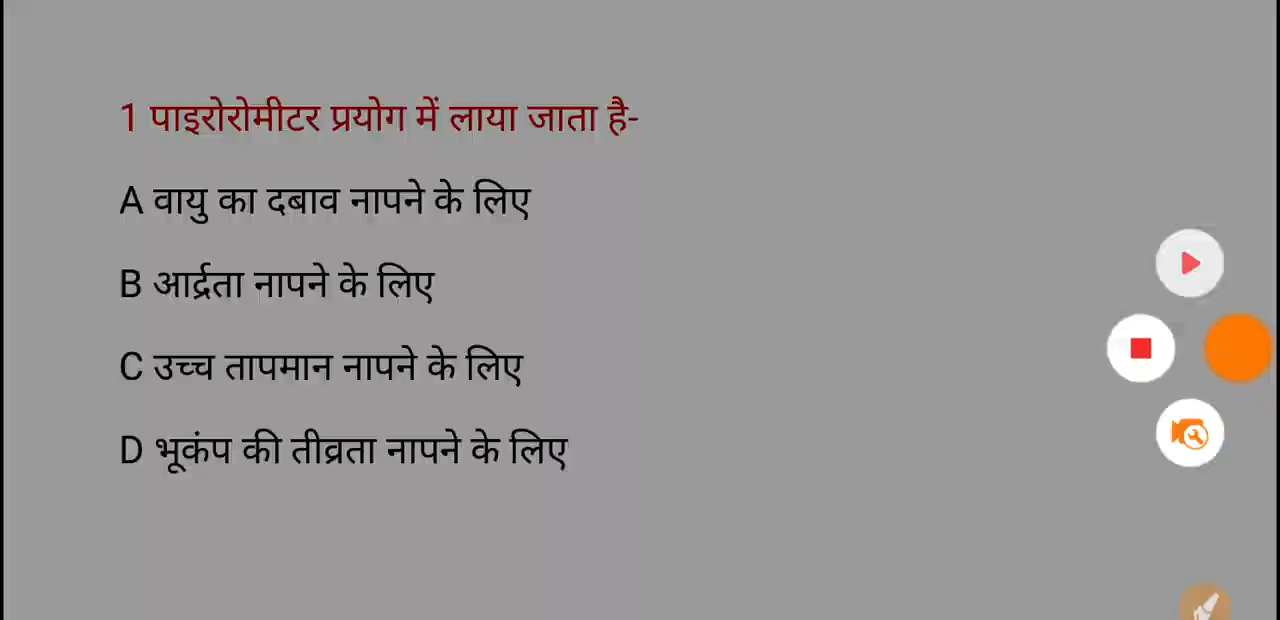 1 पाइरोरोमीटर प्रयोग में लाया जाता है-
A वायु का दबाव नापने के लिए
B आर्द्रता नापने के लिए
C उच्च तापमान नापने के लिए
D भूकंप की तीव्रता नापने के लिए